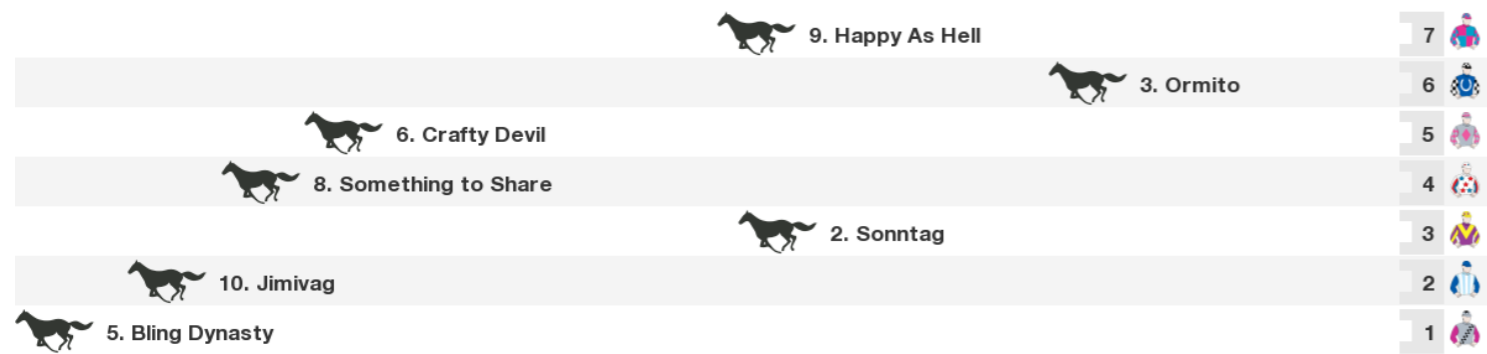 9. Happy As Hell 7
3. Ormito 6
6. Crafty Devil 5
8. Something to Share 4
2. Sonntag 3
10. Jimivag 2
5. Bling Dynasty 1